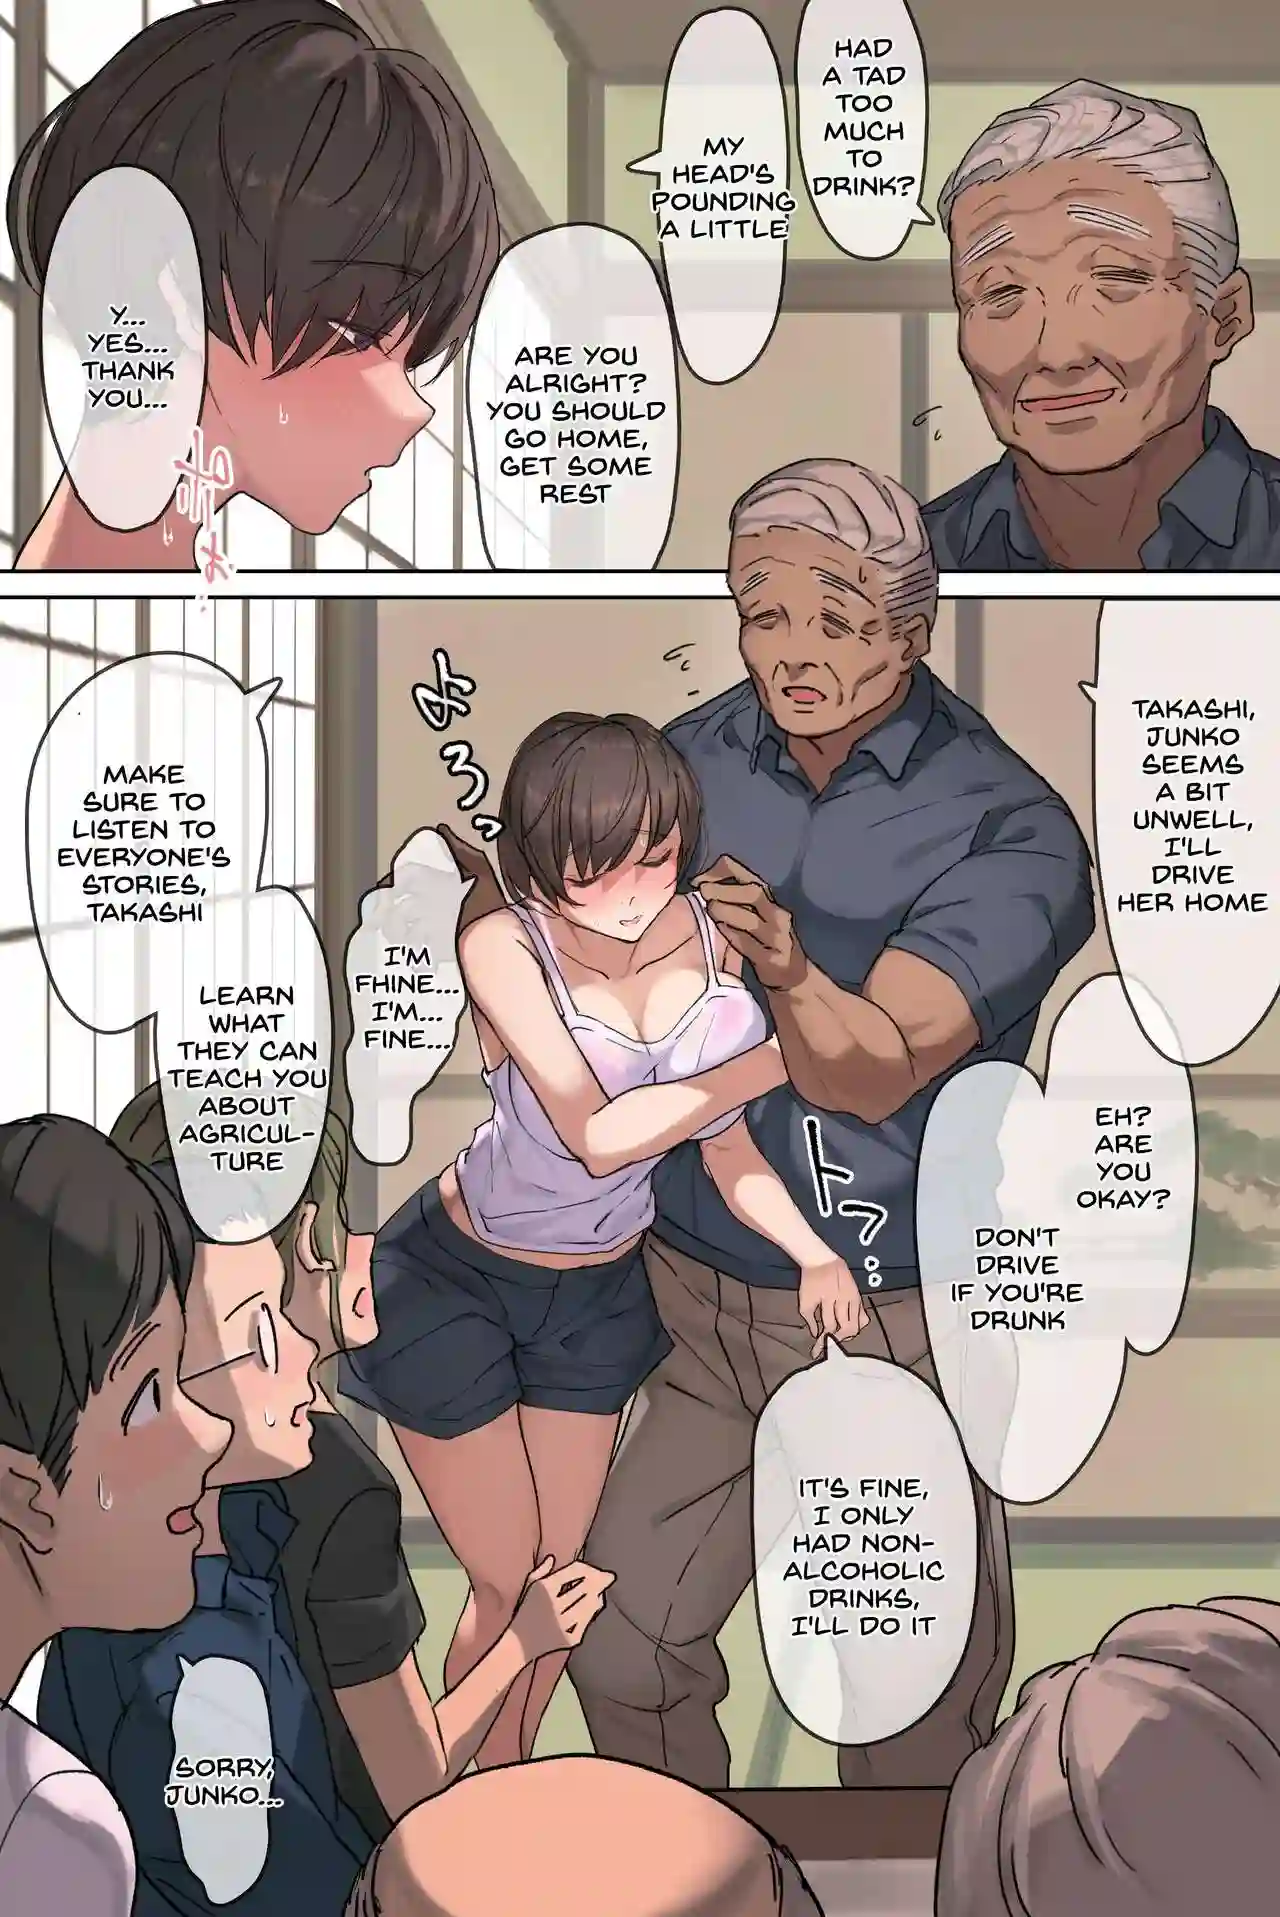 HAD
A TAD
TOO
MUCH
TO
DRINK?
MY
HEAD'S
POUNDING
A LITTLE
ARE YOU
ALRIGHT?
YOU SHOULD
GO HOME,
GET SOME
REST
Y...
YES...
THANK
YOU...
TAKASHI,
JUNKO
SEEMS
A BIT
UNWELL,
I'LL
DRIVE
HER HOME
EH?
ARE
YOU
OKAY?
DON'T
DRIVE
IF YOU'RE
DRUNK
IT'S FINE,
I ONLY
HAD NON-
ALCOHOLIC
DRINKS,
I'LL DO IT
トッ…
I'M
FHINE...
I'M...
FINE...
MAKE
SURE TO
LISTEN TO
EVERYONE'S
STORIES,
TAKASHI
LEARN
WHAT
THEY CAN
TEACH YOU
ABOUT
AGRICUL-
TURE
SORRY,
JUNKO...